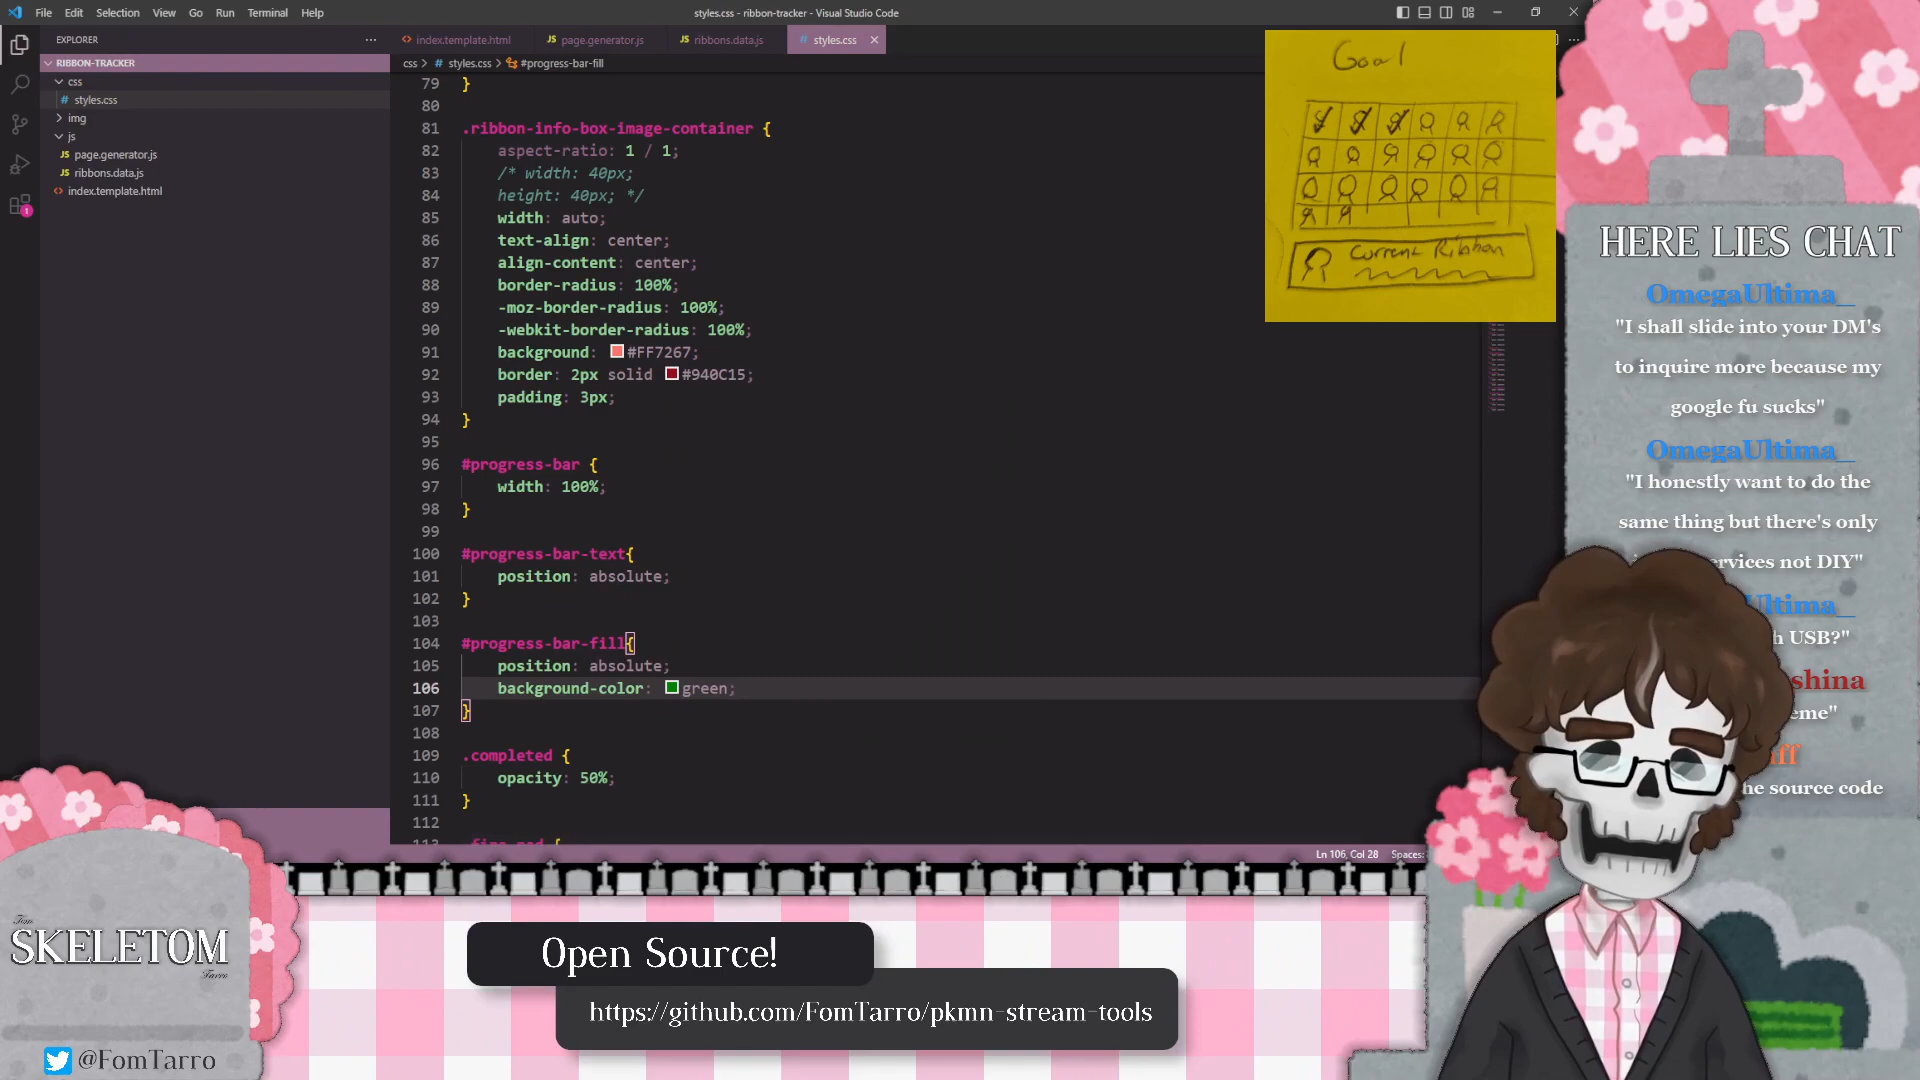 File Edit Selection View Go Run Terminal Help
styles.css - ribbon-tracker - Visual Studio Code
EXPLORER
RIBBON-TRACKER
css
# styles.css
img
js
JS page.generator.js
JS ribbons.data.js
index.template.html
1
index.template.html
JS page.generator.js
JS ribbons.data.js
# styles.css
css > # styles.css > #progress-bar-fill
79 }
80
81 .ribbon-info-box-image-container {
82 aspect-ratio: 1 / 1;
83 /* width: 40px;
84 height: 40px; */
85 width: auto;
86 text-align: center;
87 align-content: center;
88 border-radius: 100%;
89 -moz-border-radius: 100%;
90 -webkit-border-radius: 100%;
91 background: #FF7267;
92 border: 2px solid #940C15;
93 padding: 3px;
94 }
95
96 #progress-bar {
97 width: 100%;
98 }
99
100 #progress-bar-text{
101 position: absolute;
102 }
103
104 #progress-bar-fill{
105 position: absolute;
106 background-color: green;
107 }
108
109 .completed {
110 opacity: 50%;
111 }
112
Ln 106, Col 28 Spaces:
Goal
Current Ribbon
HERE LIES CHAT
OmegaUltima_
"I shall slide into your DM's
to inquire more because my
google fu sucks"
OmegaUltima_
"I honestly want to do the
same thing but there's only
ervices not DIY"
Ultima_
h USB?"
shina
eme"
ff
he source code
Tom
SKELETOM
Tarro
@FomTarro
Open Source!
https://github.com/FomTarro/pkmn-stream-tools